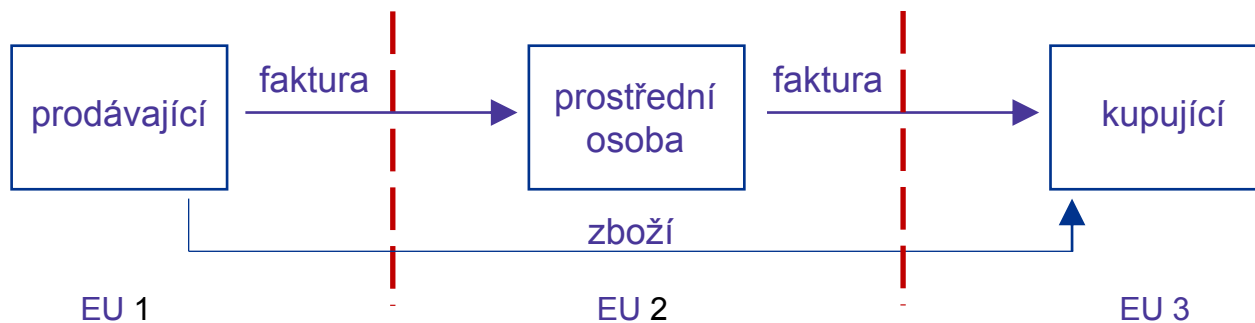 faktura
faktura
prodávající
prostřední
osoba
kupující
zboží
EU 1
EU 2
EU 3